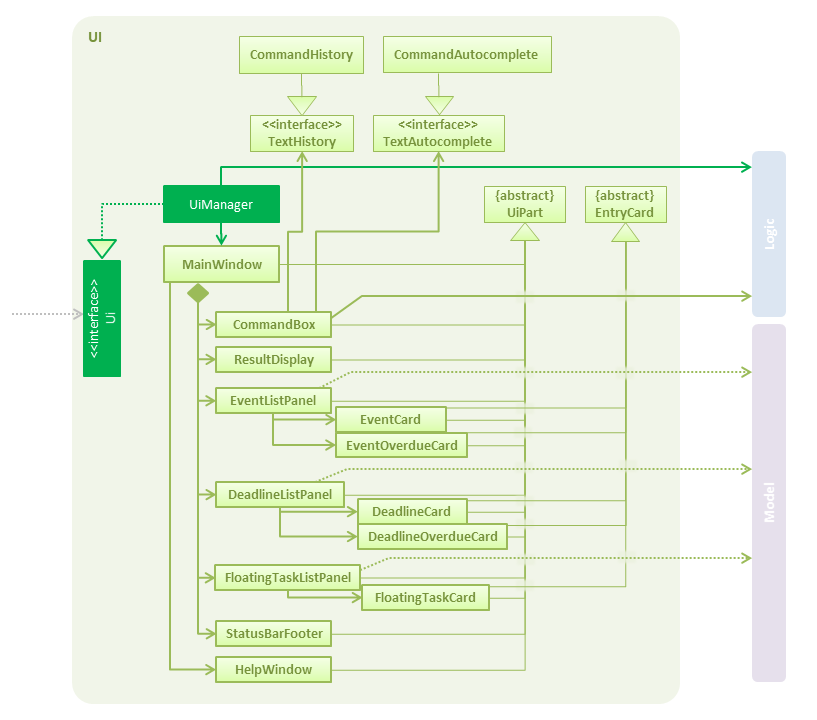 UI
CommandHistory
CommandAutocomplete
<<interface>>
TextHistory
<<interface>>
TextAutocomplete
UiManager
{abstract}
UiPart
{abstract}
EntryCard
Logic
MainWindow
<<interface>>
Ui
CommandBox
ResultDisplay
EventListPanel
EventCard
EventOverdueCard
DeadlineListPanel
DeadlineCard
DeadlineOverdueCard
Model
FloatingTaskListPanel
FloatingTaskCard
StatusBarFooter
HelpWindow